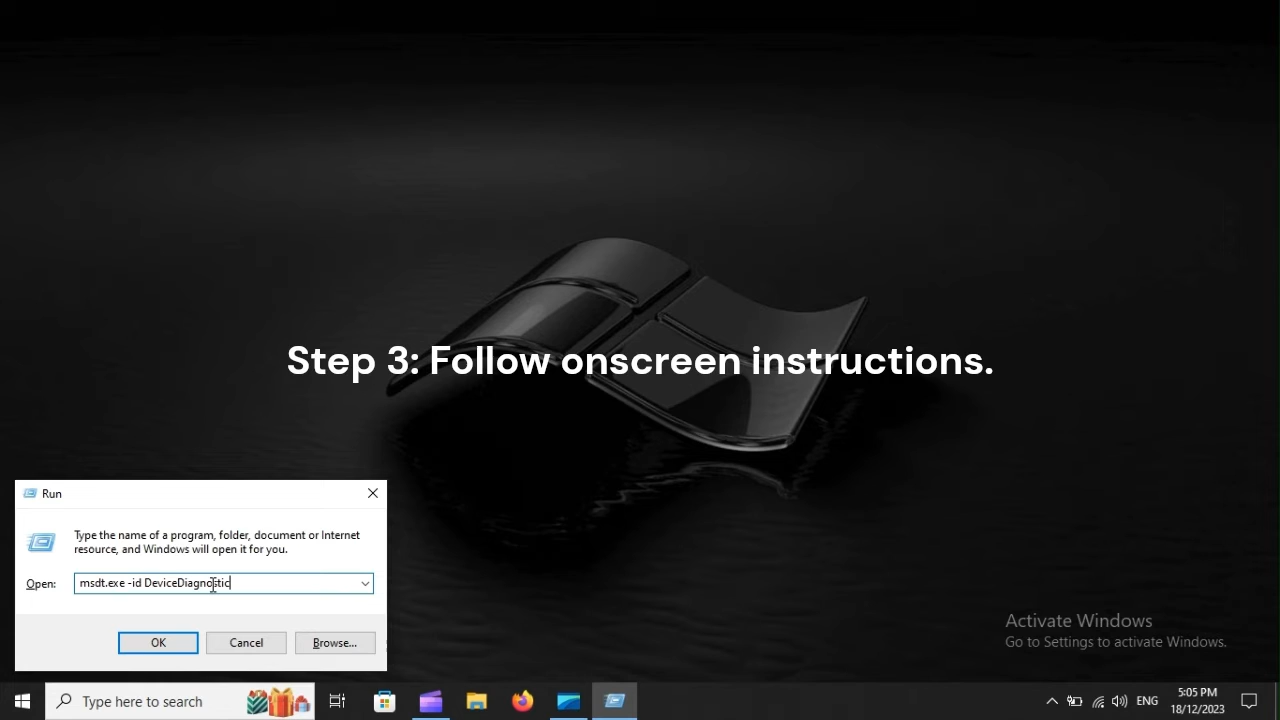 Step 3: Follow onscreen instructions.
Run
Type the name of a program, folder, document or Internet
resource, and Windows will open it for you.
Open:
msdt.exe -id DeviceDiagnostic
OK
Cancel
Browse...
Activate Windows
Go to Settings to activate Windows.
Type here to search
ENG
5:05 PM
18/12/2023